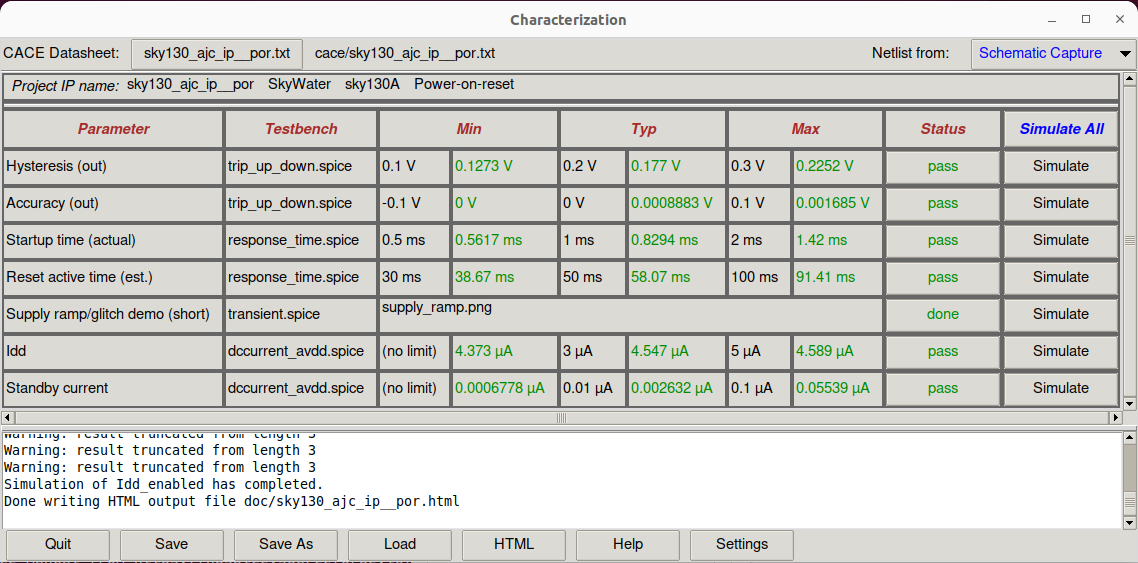 Characterization
CACE Datasheet: sky130_ajc_ip__por.txt cace/sky130_ajc_ip__por.txt Netlist from: Schematic Capture
Project IP name: sky130_ajc_ip__por SkyWater sky130A Power-on-reset
Parameter Testbench Min Typ Max Status Simulate All
Hysteresis (out) trip_up_down.spice 0.1 V 0.1273 V 0.2 V 0.177 V 0.3 V 0.2252 V pass Simulate
Accuracy (out) trip_up_down.spice -0.1 V 0 V 0 V 0.0008883 V 0.1 V 0.001685 V pass Simulate
Startup time (actual) response_time.spice 0.5 ms 0.5617 ms 1 ms 0.8294 ms 2 ms 1.42 ms pass Simulate
Reset active time (est.) response_time.spice 30 ms 38.67 ms 50 ms 58.07 ms 100 ms 91.41 ms pass Simulate
Supply ramp/glitch demo (short) transient.spice supply_ramp.png done Simulate
Idd dccurrent_avdd.spice (no limit) 4.373 µA 3 µA 4.547 µA 5 µA 4.589 µA pass Simulate
Standby current dccurrent_avdd.spice (no limit) 0.0006778 µA 0.01 µA 0.002632 µA 0.1 µA 0.05539 µA pass Simulate
Warning: result truncated from length 3
Warning: result truncated from length 3
Warning: result truncated from length 3
Simulation of Idd_enabled has completed.
Done writing HTML output file doc/sky130_ajc_ip__por.html
Quit Save Save As Load HTML Help Settings